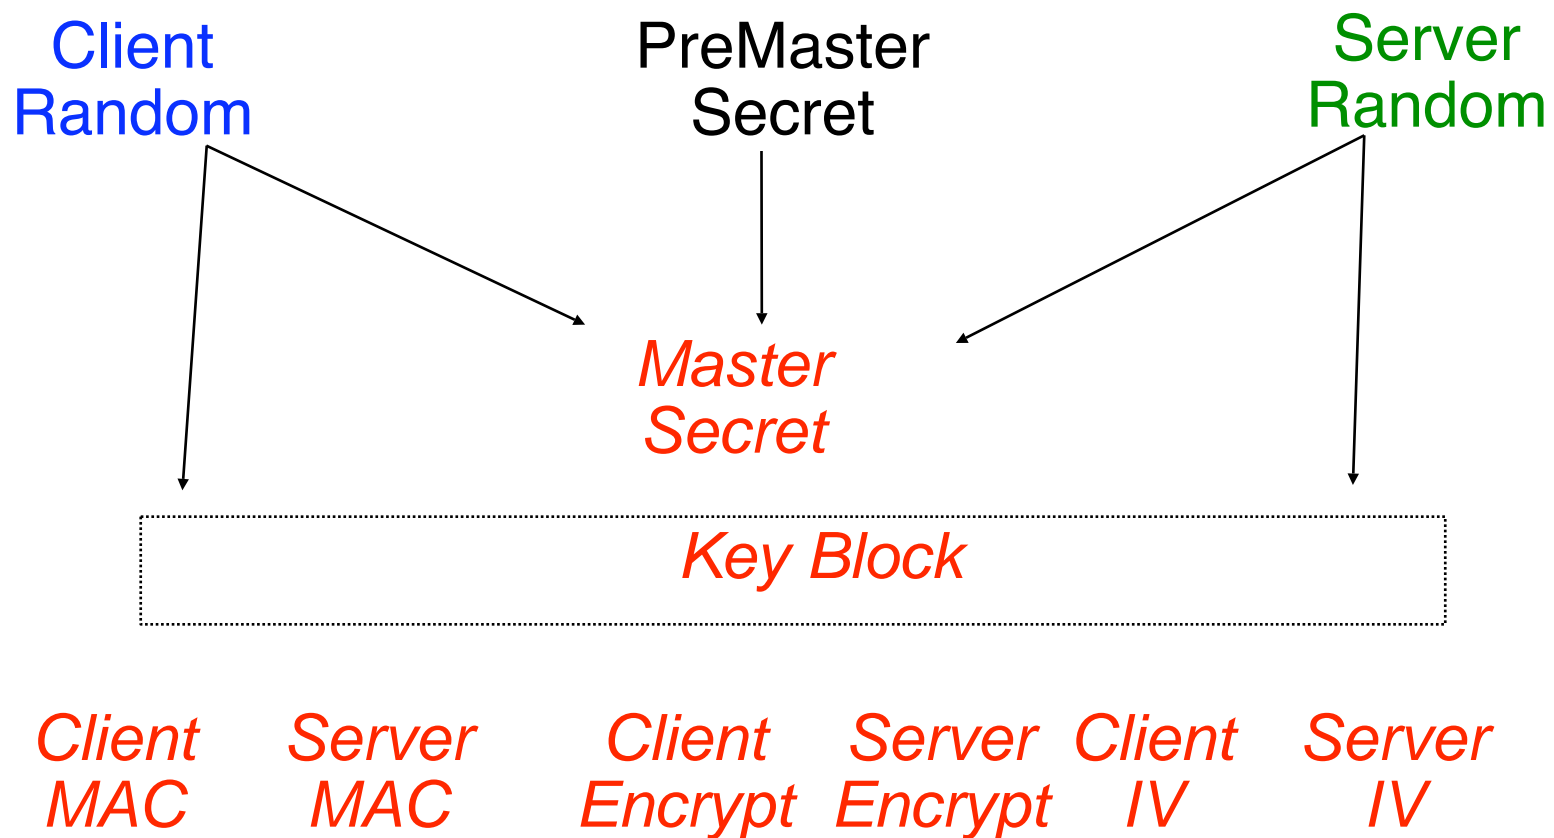 Client
Random
PreMaster
Secret
Server
Random
Master
Secret
Key Block
Client
MAC
Server
MAC
Client
Encrypt
Server
Encrypt
Client
IV
Server
IV